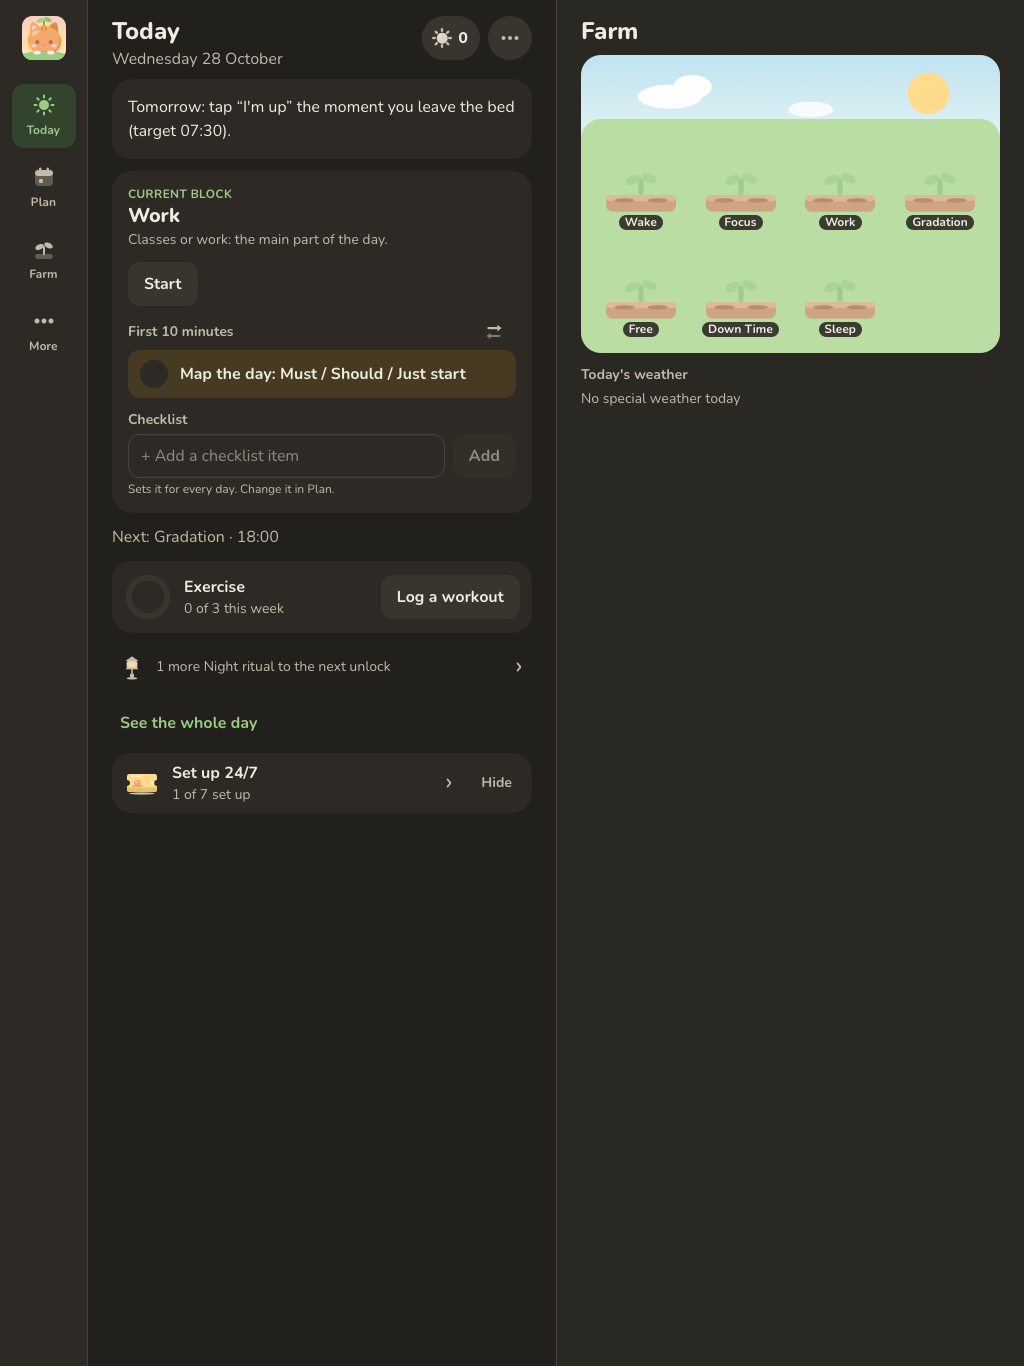 Today
Plan
Farm
More
Today
Wednesday 28 October
0
Tomorrow: tap “I'm up” the moment you leave the bed
(target 07:30).
CURRENT BLOCK
Work
Classes or work: the main part of the day.
Start
First 10 minutes
Map the day: Must / Should / Just start
Checklist
+ Add a checklist item
Add
Sets it for every day. Change it in Plan.
Next: Gradation · 18:00
Exercise
0 of 3 this week
Log a workout
1 more Night ritual to the next unlock
See the whole day
Set up 24/7
1 of 7 set up
Hide
Farm
Wake
Focus
Work
Gradation
Free
Down Time
Sleep
Today's weather
No special weather today